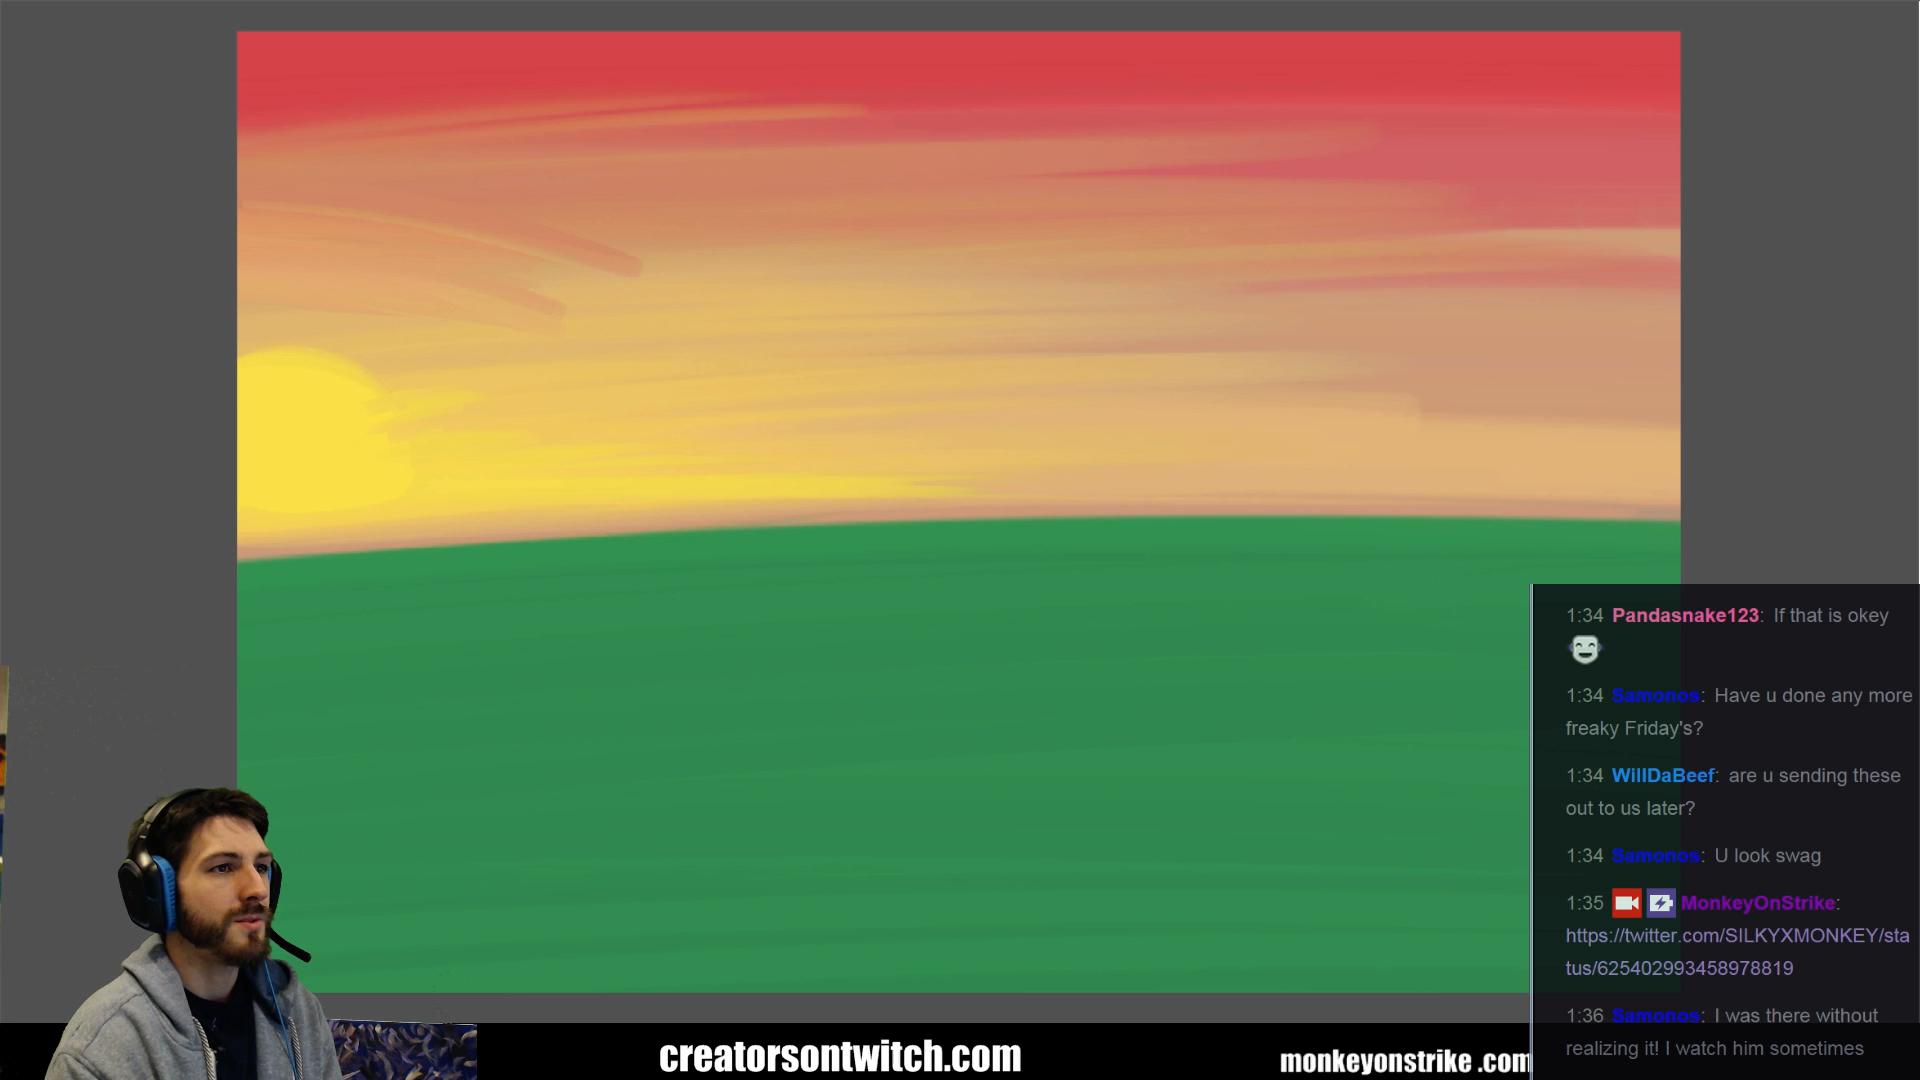 1:34 Pandasnake123: If that is okey
1:34 Samonos: Have u done any more
freaky Friday's?
1:34 WillDaBeef: are u sending these
out to us later?
1:34 Samonos: U look swag
1:35 MonkeyOnStrike:
https://twitter.com/SILKYXMONKEY/sta
tus/625402993458978819
1:36 Samonos: I was there without
realizing it! I watch him sometimes
creatorsontwitch.com
monkeyonstrike .com